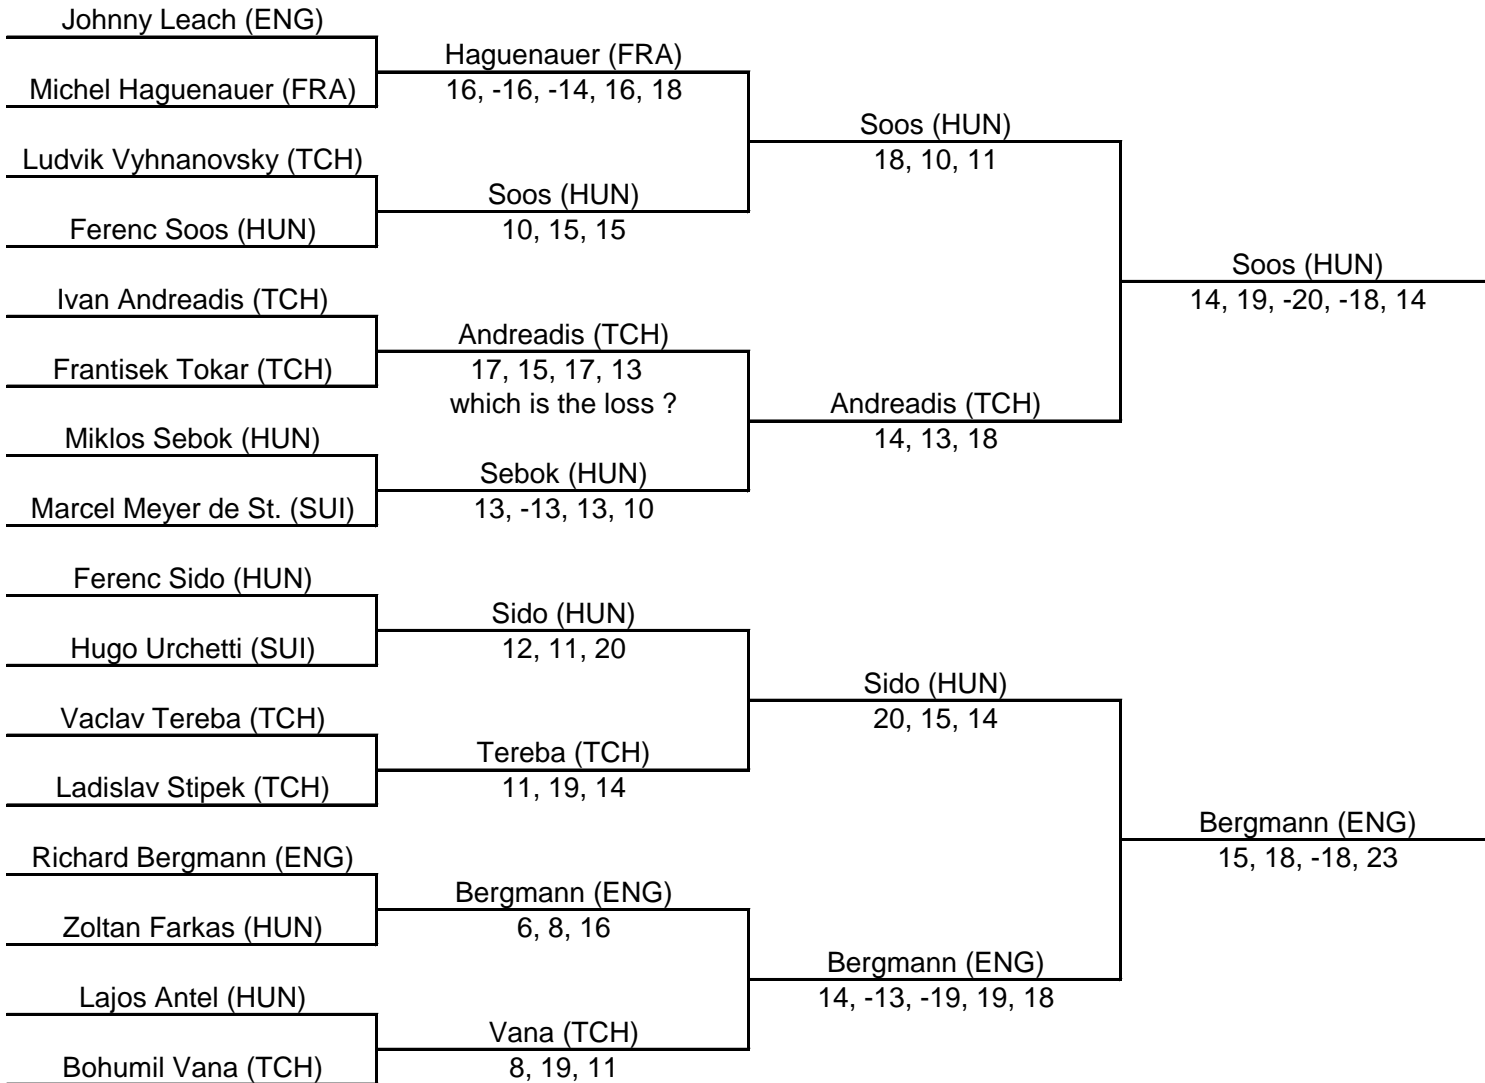 Johnny Leach (ENG)
Haguenauer (FRA)
Michel Haguenauer (FRA)
16, -16, -14, 16, 18
Soos (HUN)
Ludvik Vyhnanovsky (TCH)
18, 10, 11
Soos (HUN)
Ferenc Soos (HUN)
10, 15, 15
Soos (HUN)
Ivan Andreadis (TCH)
14, 19, -20, -18, 14
Andreadis (TCH)
Frantisek Tokar (TCH)
17, 15, 17, 13
which is the loss ?
Andreadis (TCH)
Miklos Sebok (HUN)
14, 13, 18
Sebok (HUN)
Marcel Meyer de St. (SUI)
13, -13, 13, 10
Ferenc Sido (HUN)
Sido (HUN)
Hugo Urchetti (SUI)
12, 11, 20
Sido (HUN)
Vaclav Tereba (TCH)
20, 15, 14
Tereba (TCH)
Ladislav Stipek (TCH)
11, 19, 14
Bergmann (ENG)
Richard Bergmann (ENG)
15, 18, -18, 23
Bergmann (ENG)
Zoltan Farkas (HUN)
6, 8, 16
Bergmann (ENG)
Lajos Antel (HUN)
14, -13, -19, 19, 18
Vana (TCH)
Bohumil Vana (TCH)
8, 19, 11